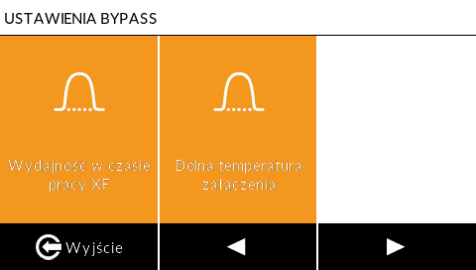 USTAWIENIA BYPASS
Wydajność w czasie
pracy XF
Dolna temperatura
załączenia
Wyjście